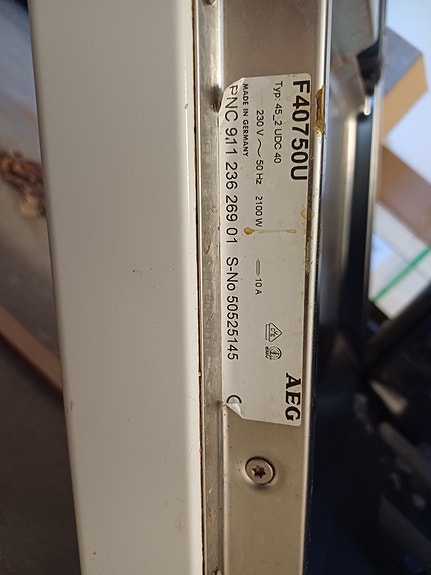 F40750U
AEG
Typ: 45_2 UDC 40
230 V ~ 50 Hz 2100 W 10 A
MADE IN GERMANY
PNC 911 236 269 01 S-No 50525145